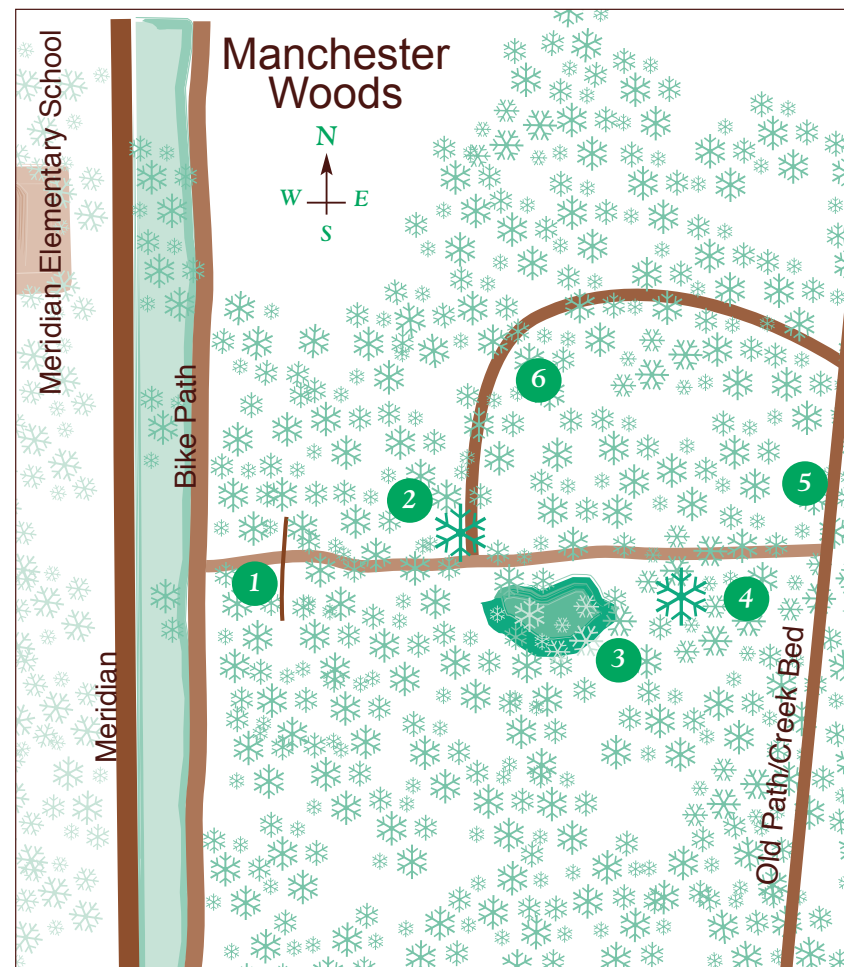 Manchester
Woods
N
W E
S
Meridian Elementary School
Bike Path
Meridian
Old Path/Creek Bed
6
2
5
1
4
3